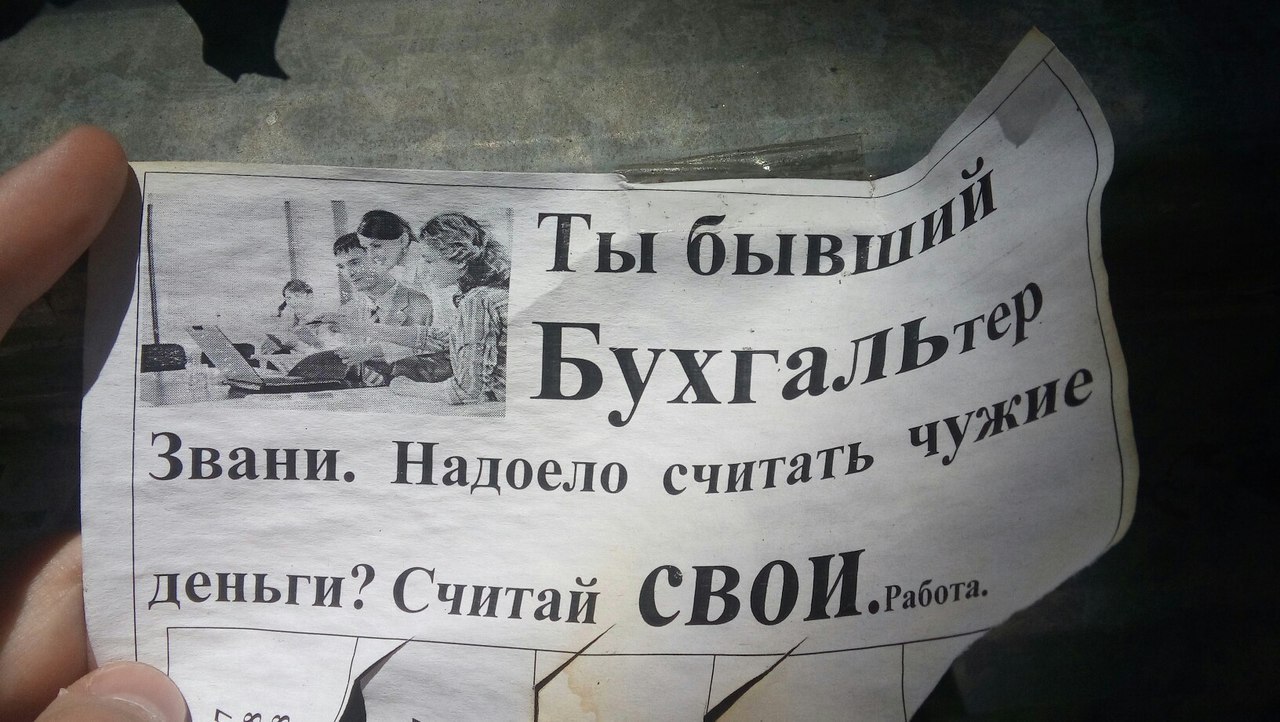 Ты бывший
БухгалЬтер
Звани. Надоело считать чужие
деньги? Считай СВОИ.Работа.